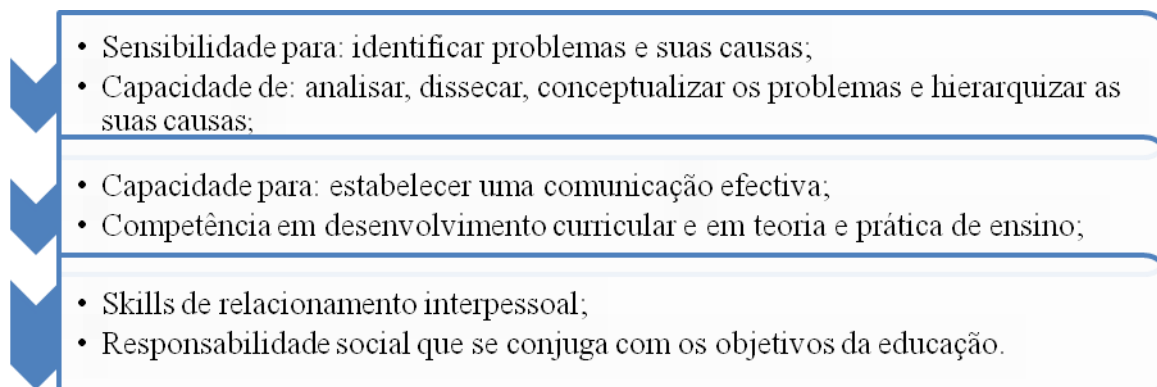 • Sensibilidade para: identificar problemas e suas causas;
• Capacidade de: analisar, dissecar, conceptualizar os problemas e hierarquizar as
suas causas;
• Capacidade para: estabelecer uma comunicação efectiva;
• Competência em desenvolvimento curricular e em teoria e prática de ensino;
• Skills de relacionamento interpessoal;
• Responsabilidade social que se conjuga com os objetivos da educação.